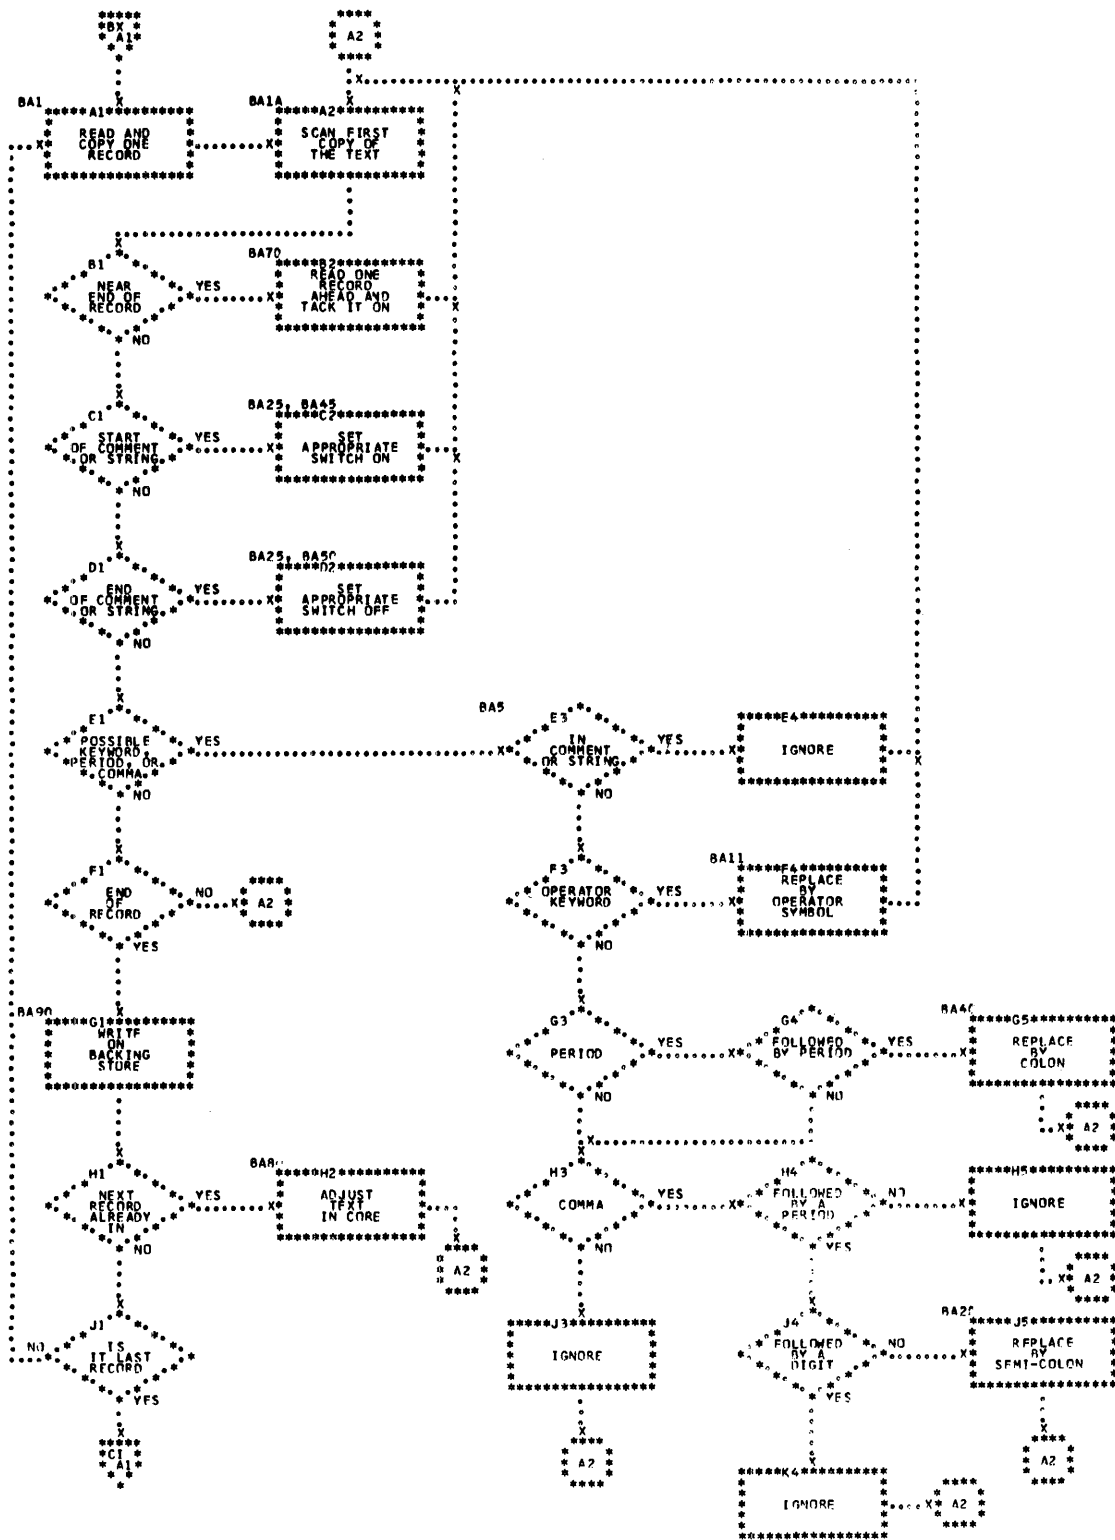 BX
A1
A2
BA1
A1
READ AND
COPY ONE
RECORD
BA1A
A2
SCAN FIRST
COPY OF
THE TEXT
B1
NEAR
END OF
RECORD
YES
NO
BA70
B2
READ ONE
RECORD
AHEAD AND
TACK IT ON
C1
START
OF COMMENT
OR STRING
YES
NO
BA25, BA45
C2
SET
APPROPRIATE
SWITCH ON
D1
END
OF COMMENT
OR STRING
YES
NO
BA25, BA50
D2
SET
APPROPRIATE
SWITCH OFF
E1
POSSIBLE
KEYWORD,
PERIOD, OR
COMMA
YES
NO
BA5
E3
IN
COMMENT
OR STRING
YES
NO
E4
IGNORE
F1
END
OF
RECORD
NO
A2
YES
F3
OPERATOR
KEYWORD
YES
NO
BA11
F4
REPLACE
BY
OPERATOR
SYMBOL
BA90
G1
WRITE
ON
BACKING
STORE
G3
PERIOD
YES
NO
G4
FOLLOWED
BY PERIOD
YES
NO
G5
REPLACE
BY
COLON
A2
H1
NEXT
RECORD
ALREADY
IN
YES
NO
H2
ADJUST
TEXT
IN CORE
A2
H3
COMMA
YES
NO
H4
FOLLOWED
BY A
PERIOD
NO
YES
H5
IGNORE
A2
J1
IS
IT LAST
RECORD
NO
YES
CI
A1
J3
IGNORE
A2
J4
FOLLOWED
BY A
DIGIT
NO
YES
J5
REPLACE
BY
SEMI-COLON
A2
K4
IGNORE
A2